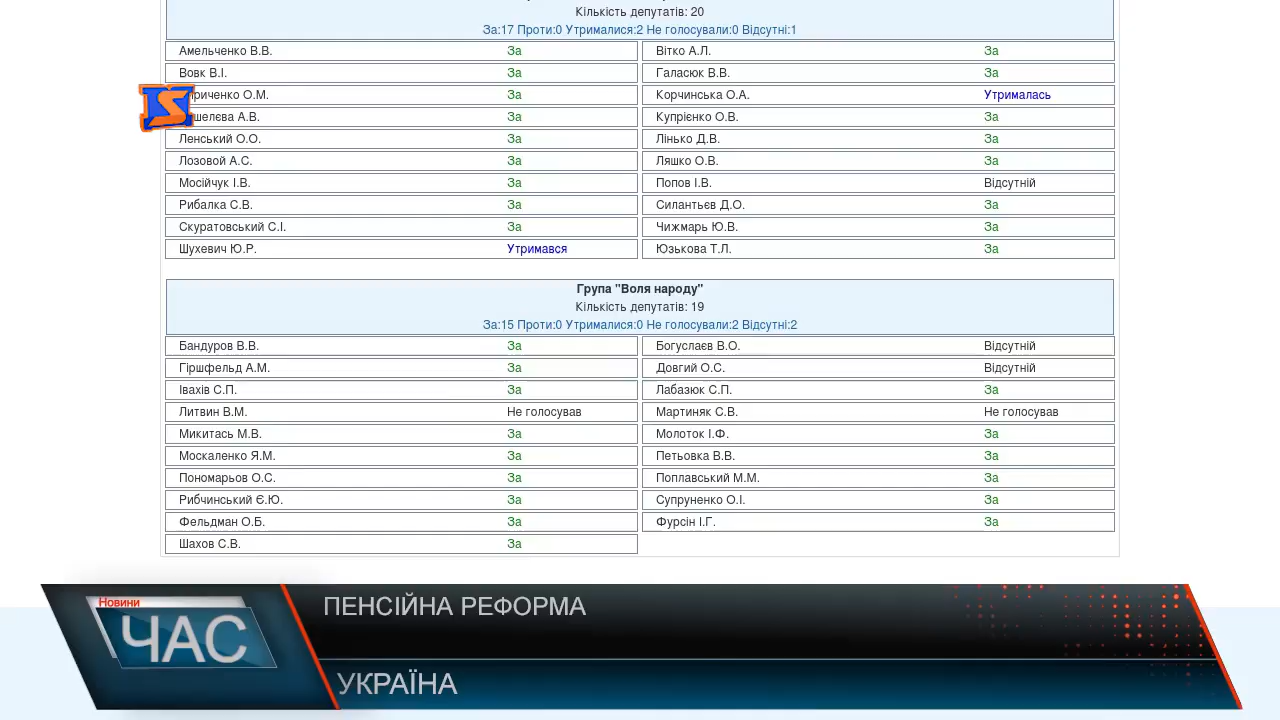 Кількість депутатів: 20
За:17 Проти:0 Утрималися:2 Не голосували:0 Відсутні:1
Амельченко В.В. За Вітко А.Л. За
Вовк В.І. За Галасюк В.В. За
О.М. За Корчинська О.А. Утрималась
А.В. За Купрієнко О.В. За
Ленський О.О. За Лінько Д.В. За
Лозовой А.С. За Ляшко О.В. За
Мосійчук І.В. За Попов І.В. Відсутній
Рибалка С.В. За Силантьєв Д.О. За
Скуратовський С.І. За Чижмарь Ю.В. За
Шухевич Ю.Р. Утримався Юзькова Т.Л. За
Група "Воля народу"
Кількість депутатів: 19
За:15 Проти:0 Утрималися:0 Не голосували:2 Відсутні:2
Бандуров В.В. За Богуслаєв В.О. Відсутній
Гіршфельд А.М. За Довгий О.С. Відсутній
Івахів С.П. За Лабазюк С.П. За
Литвин В.М. Не голосував Мартиняк С.В. Не голосував
Микитась М.В. За Молоток І.Ф. За
Москаленко Я.М. За Петьовка В.В. За
Пономарьов О.С. За Поплавський М.М. За
Рибчинський Є.Ю. За Супруненко О.І. За
Фельдман О.Б. За Фурсін І.Г. За
Шахов С.В. За
Новини
ЧАС
ПЕНСІЙНА РЕФОРМА
УКРАЇНА